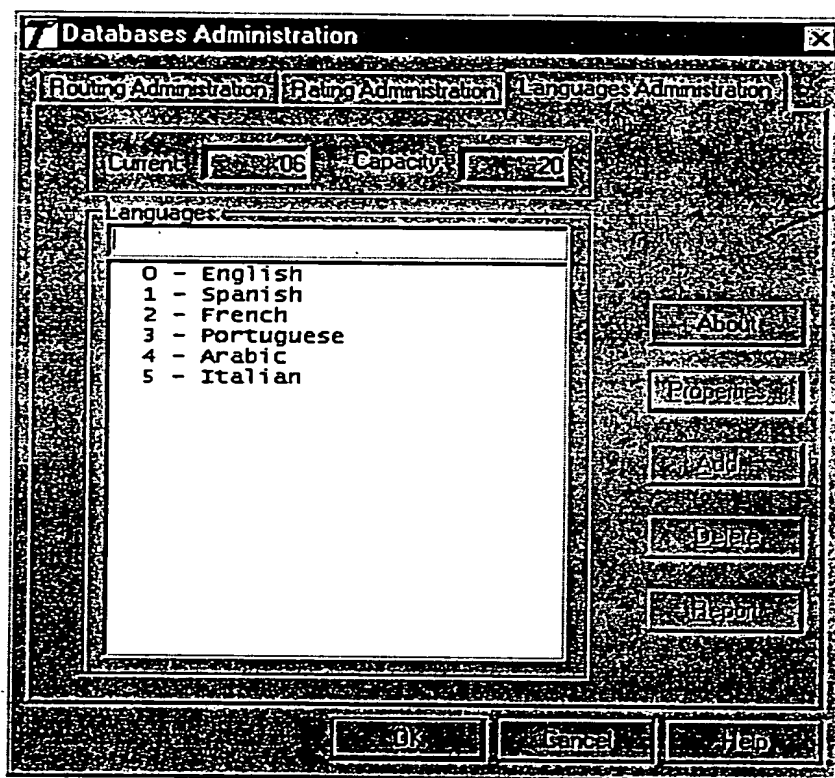 Databases Administration
Routing Administration Rating Administration Languages Administration
Current: 06 Capacity: 20
Languages:
0 - English
1 - Spanish
2 - French
3 - Portuguese
4 - Arabic
5 - Italian
About
Properties
Add
Delete
Report
OK Cancel Help